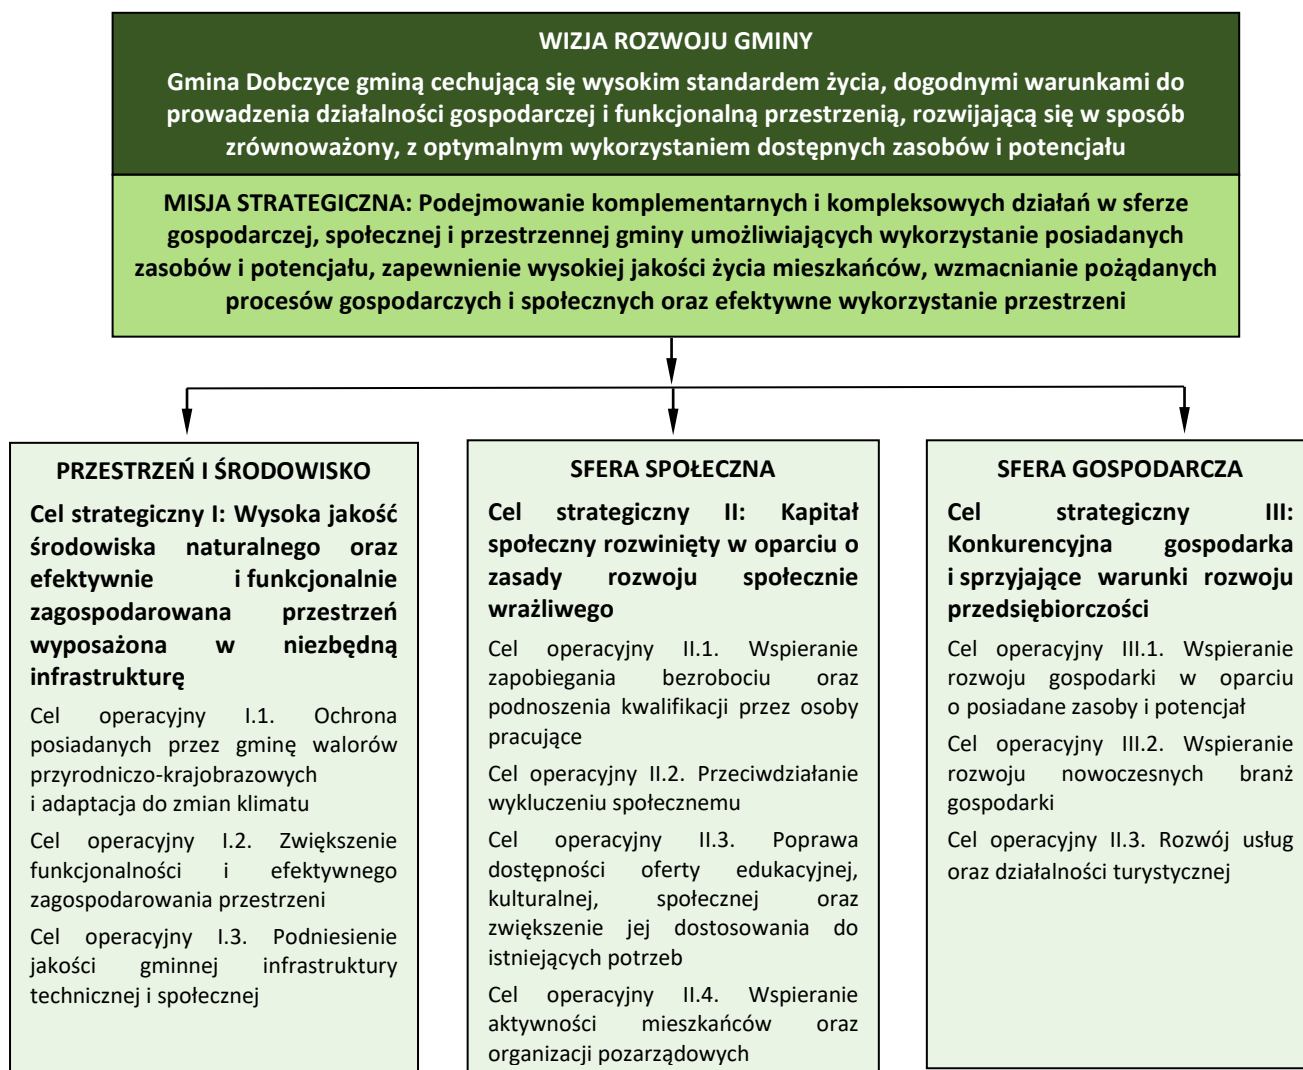 WIZJA ROZWOJU GMINY
Gmina Dobczyce gminą cechującą się wysokim standardem życia, dogodnymi warunkami do
prowadzenia działalności gospodarczej i funkcjonalną przestrzenią, rozwijającą się w sposób
zrównoważony, z optymalnym wykorzystaniem dostępnych zasobów i potencjału
MISJA STRATEGICZNA: Podejmowanie komplementarnych i kompleksowych działań w sferze
gospodarczej, społecznej i przestrzennej gminy umożliwiających wykorzystanie posiadanych
zasobów i potencjału, zapewnienie wysokiej jakości życia mieszkańców, wzmacnianie pożądanych
procesów gospodarczych i społecznych oraz efektywne wykorzystanie przestrzeni
PRZESTRZEŃ I ŚRODOWISKO
Cel strategiczny I: Wysoka jakość
środowiska naturalnego oraz
efektywnie i funkcjonalnie
zagospodarowana przestrzeń
wyposażona w niezbędną
infrastrukturę
Cel operacyjny I.1. Ochrona
posiadanych przez gminę walorów
przyrodniczo-krajobrazowych
i adaptacja do zmian klimatu
Cel operacyjny I.2. Zwiększenie
funkcjonalności i efektywnego
zagospodarowania przestrzeni
Cel operacyjny I.3. Podniesienie
jakości gminnej infrastruktury
technicznej i społecznej
SFERA SPOŁECZNA
Cel strategiczny II: Kapitał
społeczny rozwinięty w oparciu o
zasady rozwoju społecznie
wrażliwego
Cel operacyjny II.1. Wspieranie
zapobiegania bezrobociu oraz
podnoszenia kwalifikacji przez osoby
pracujące
Cel operacyjny II.2. Przeciwdziałanie
wykluczeniu społecznemu
Cel operacyjny II.3. Poprawa
dostępności oferty edukacyjnej,
kulturalnej, społecznej oraz
zwiększenie jej dostosowania do
istniejących potrzeb
Cel operacyjny II.4. Wspieranie
aktywności mieszkańców oraz
organizacji pozarządowych
SFERA GOSPODARCZA
Cel strategiczny III:
Konkurencyjna gospodarka
i sprzyjające warunki rozwoju
przedsiębiorczości
Cel operacyjny III.1. Wspieranie
rozwoju gospodarki w oparciu
o posiadane zasoby i potencjał
Cel operacyjny III.2. Wspieranie
rozwoju nowoczesnych branż
gospodarki
Cel operacyjny II.3. Rozwój usług
oraz działalności turystycznej